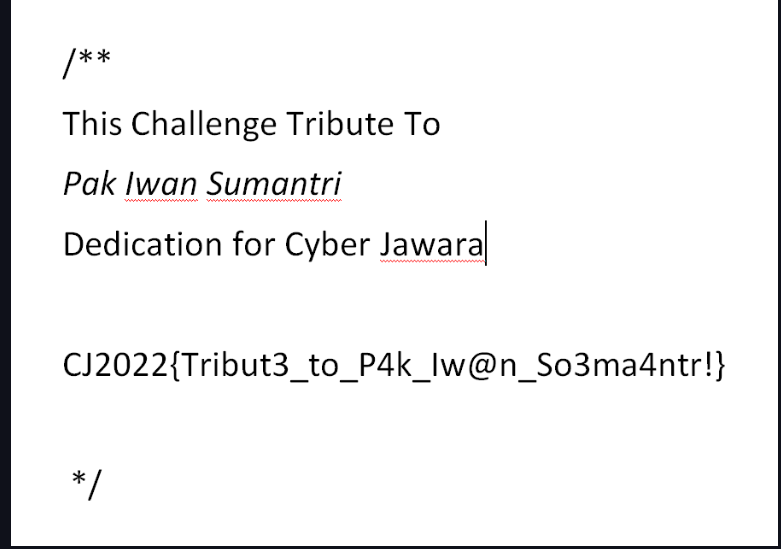 /**
This Challenge Tribute To
Pak Iwan Sumantri
Dedication for Cyber Jawara
CJ2022{Tribut3_to_P4k_Iw@n_So3ma4ntr!}
*/